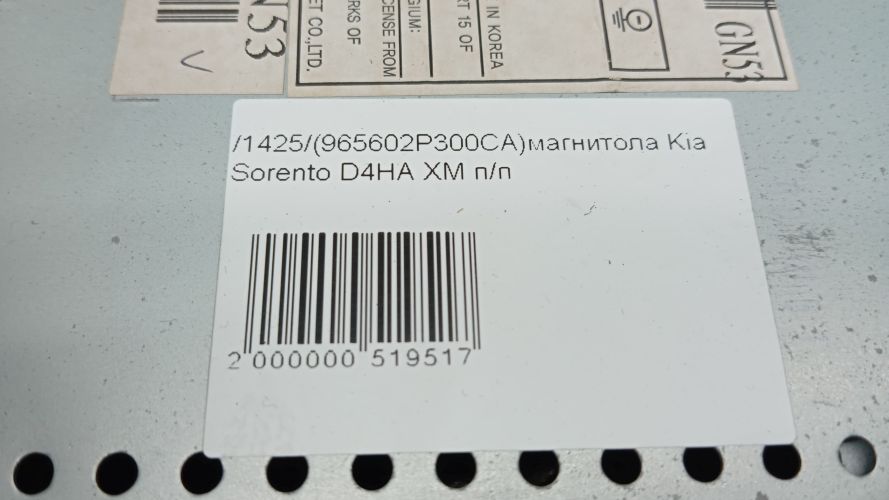 N53
ET CO.,LTD.
RKS OF
CENSE FROM
GIUM:
RT 15 OF
IN KOREA
GN53
/1425/(965602P300CA)магнитола Kia
Sorento D4HA XM п/п
2 000000 519517